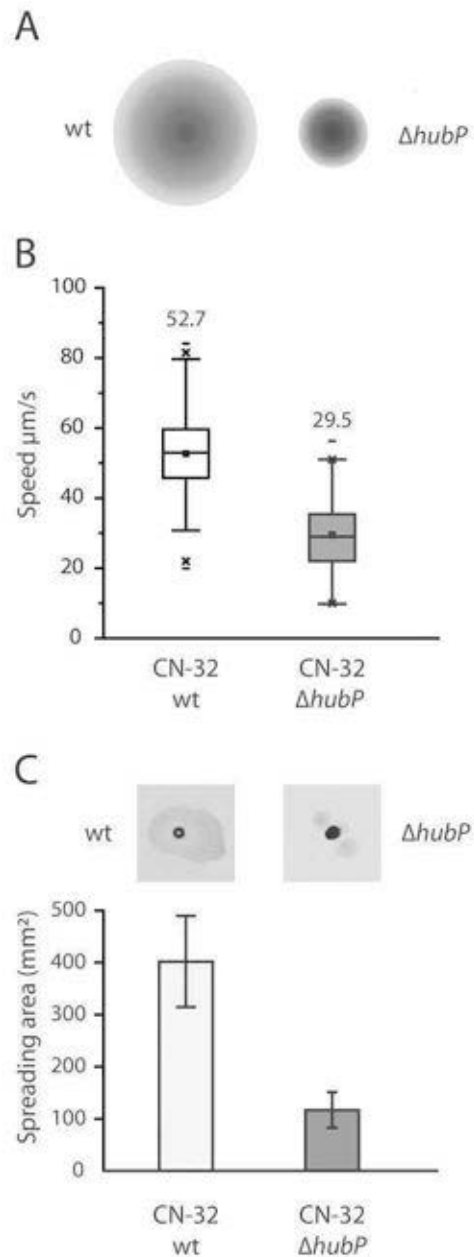 A
wt
ΔhubP
B
Speed μm/s
100
80
60
40
20
0
52.7
29.5
CN-32
wt
CN-32
ΔhubP
C
wt
ΔhubP
Spreading area (mm²)
500
400
300
200
100
0
CN-32
wt
CN-32
ΔhubP